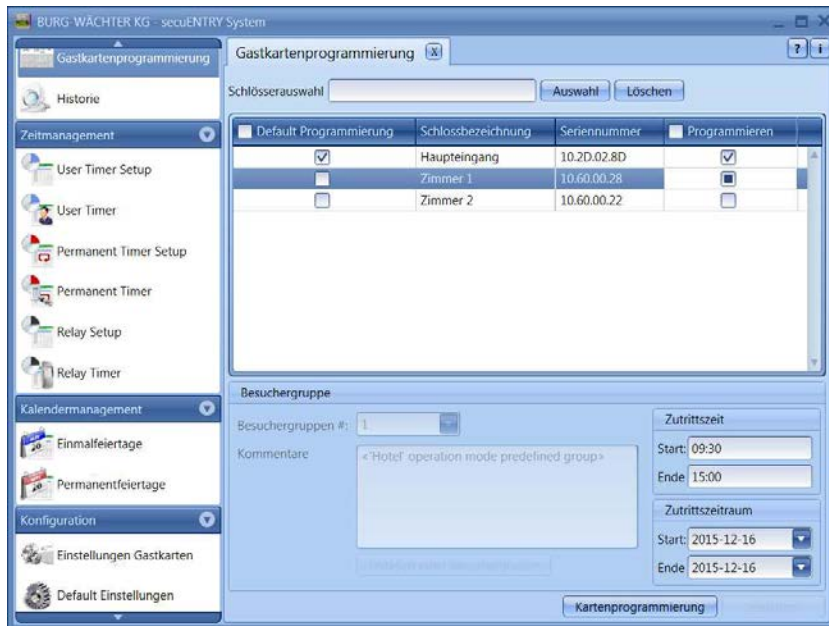 BURG-WÄCHTER KG - secuENTRY System
Gastkartenprogrammierung
Historie
Zeitmanagement
User Timer Setup
User Timer
Permanent Timer Setup
Permanent Timer
Relay Setup
Relay Timer
Kalendermanagement
Einmalfeiertage
Permanentfeiertage
Konfiguration
Einstellungen Gastkarten
Default Einstellungen
Gastkartenprogrammierung X
? i
Schlösserauswahl Auswahl Löschen
Default Programmierung Schlossbezeichnung Seriennummer Programmieren
Haupteingang 10.2D.02.8D
Zimmer 1 10.60.00.28
Zimmer 2 10.60.00.22
Besuchergruppe
Besuchergruppen #: 1
Kommentare <'Hotel' operation mode predefined group>
Zutrittszeit
Start: 09:30
Ende 15:00
Zutrittszeitraum
Start: 2015-12-16
Ende 2015-12-16
Kartenprogrammierung